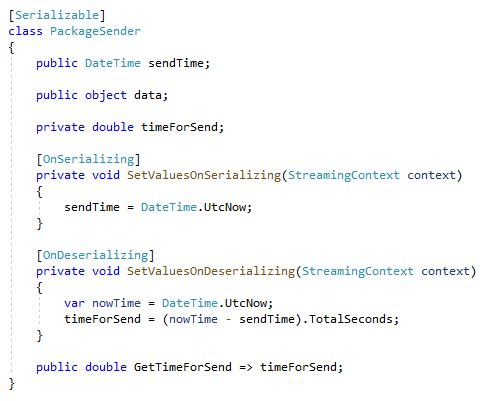 [Serializable]
class PackageSender
{
    public DateTime sendTime;

    public object data;

    private double timeForSend;

    [OnSerializing]
    private void SetValuesOnSerializing(StreamingContext context)
    {
        sendTime = DateTime.UtcNow;
    }

    [OnDeserializing]
    private void SetValuesOnDeserializing(StreamingContext context)
    {
        var nowTime = DateTime.UtcNow;
        timeForSend = (nowTime - sendTime).TotalSeconds;
    }

    public double GetTimeForSend => timeForSend;
}